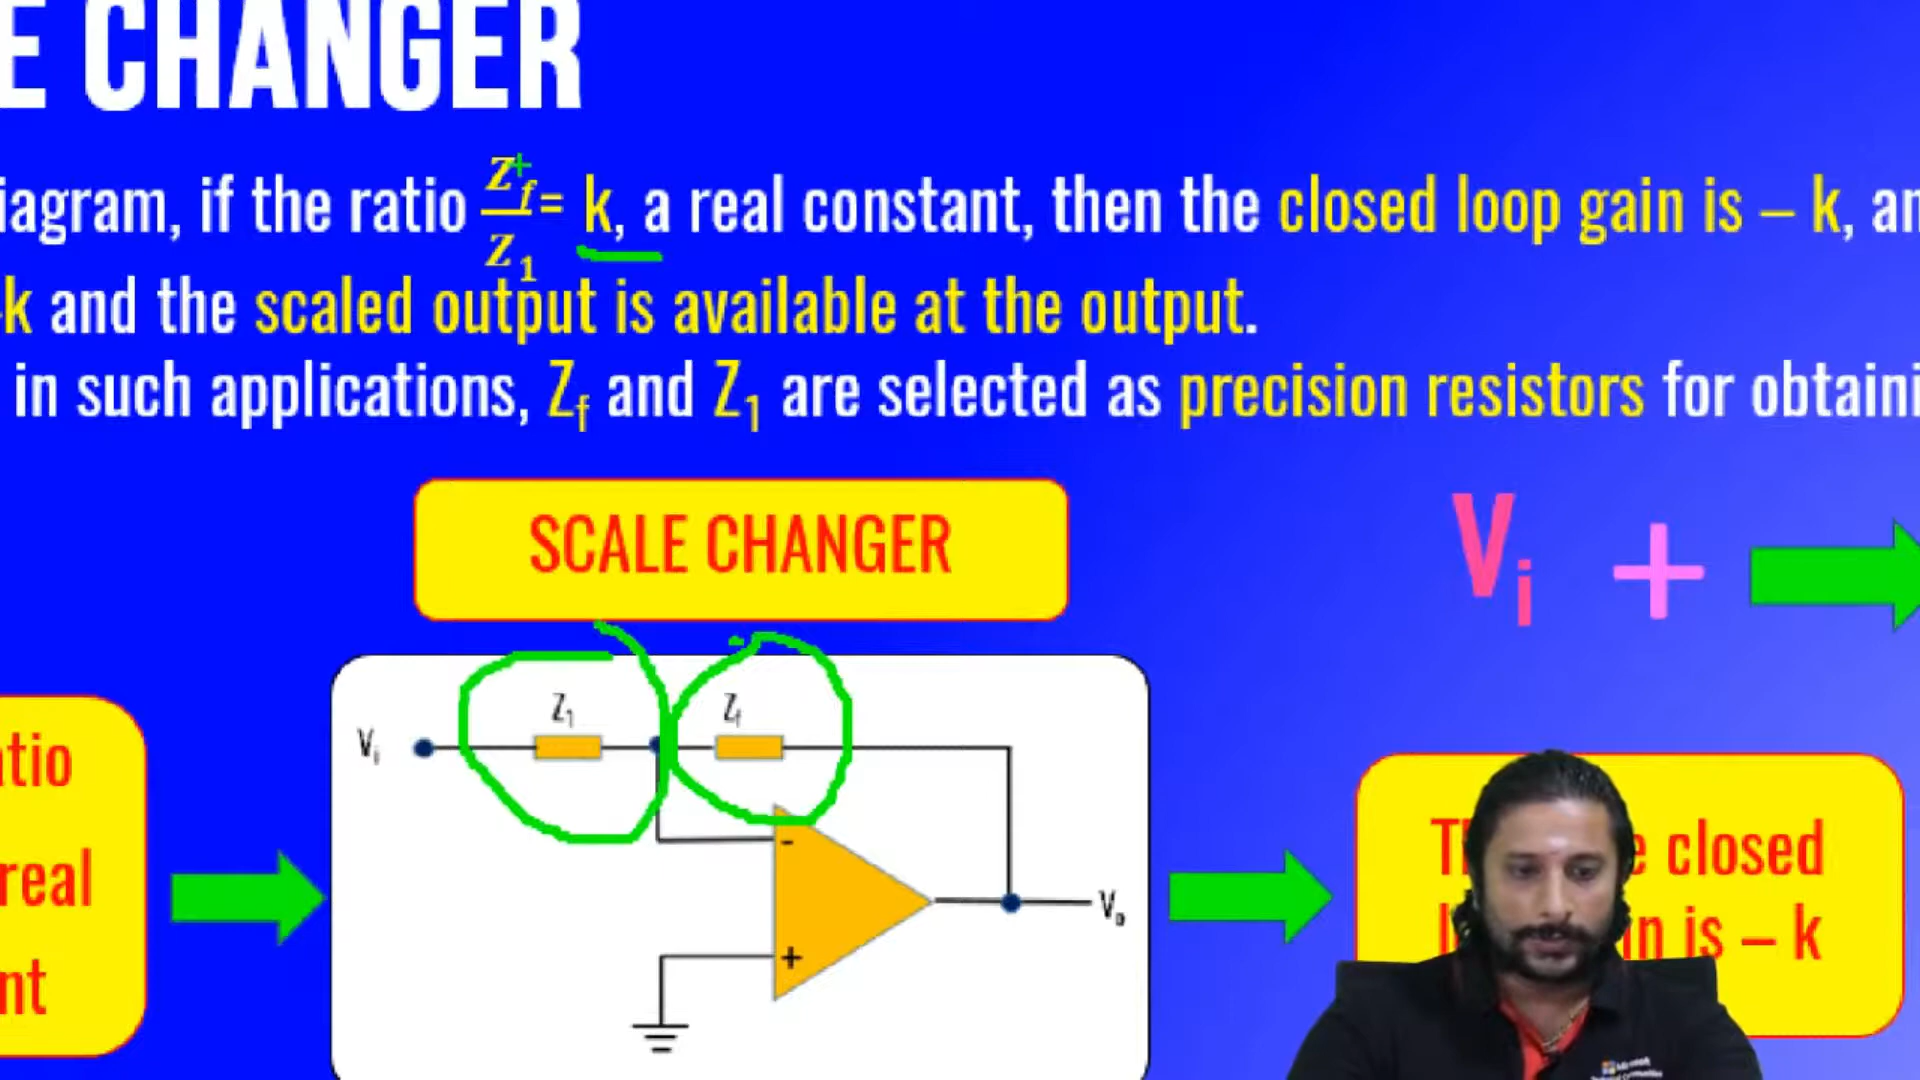 E CHANGER
iagram, if the ratio Zf/Z1 = k, a real constant, then the closed loop gain is – k, an
k and the scaled output is available at the output.
in such applications, Zf and Z1 are selected as precision resistors for obtaini
SCALE CHANGER
Vi +
Z1 Zf
Vi
-
+
Vo
tio
real
nt
closed
in is – k
Microsoft